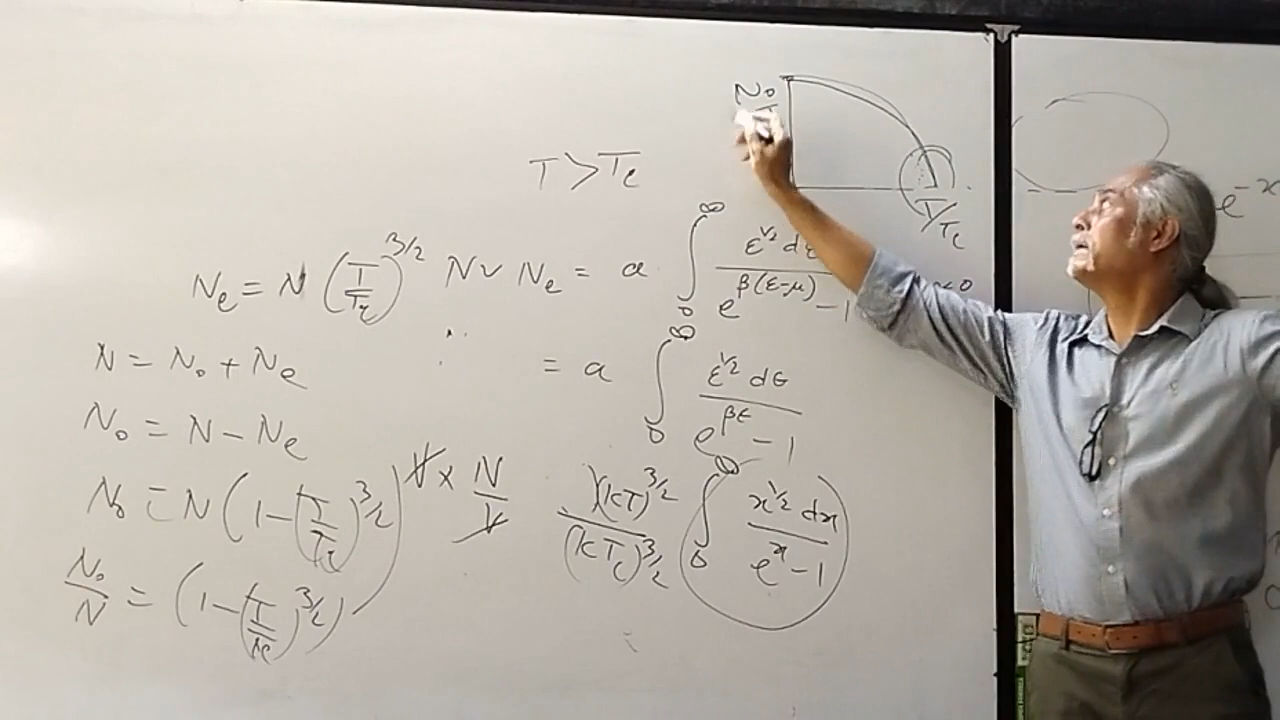 N₀
T > T_c
T/T_c
e^{-x}
N_e = N (T/T_c)^{3/2} N ∨ N_e = a ∫₀^∞ ε^{1/2} dε / e^{β(ε-μ)} - 1
N = N₀ + N_e = a ∫₀^∞ ε^{1/2} dε / e^{βε} - 1
N₀ = N - N_e
N₀ = N (1 - (T/T_c)^{3/2}) V × N/V (kT)^{3/2} / (kT_c)^{3/2} ∫₀^∞ x^{1/2} dx / e^x - 1
N₀/N = (1 - (T/T_c)^{3/2})